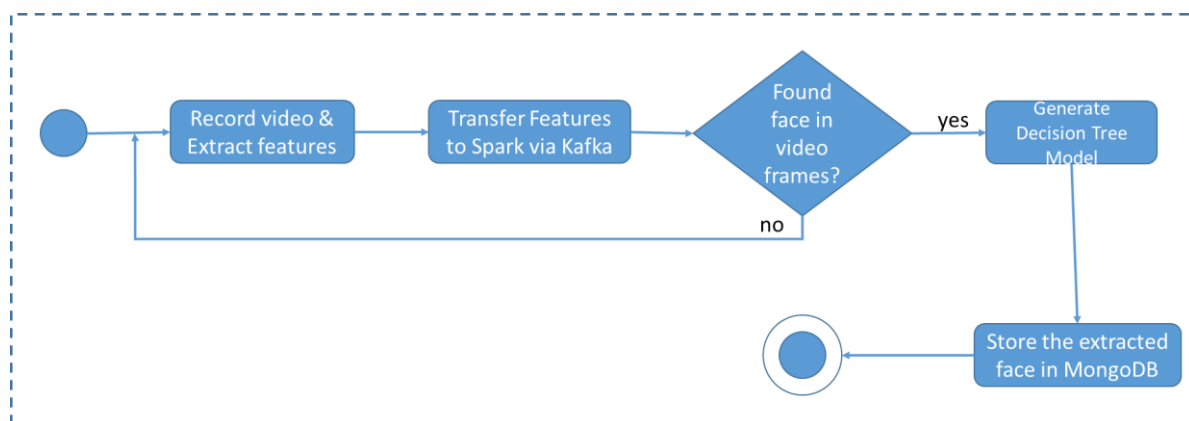 Record video &
Extract features
Transfer Features
to Spark via Kafka
Found
face in
video
frames?
yes
no
Generate
Decision Tree
Model
Store the extracted
face in MongoDB